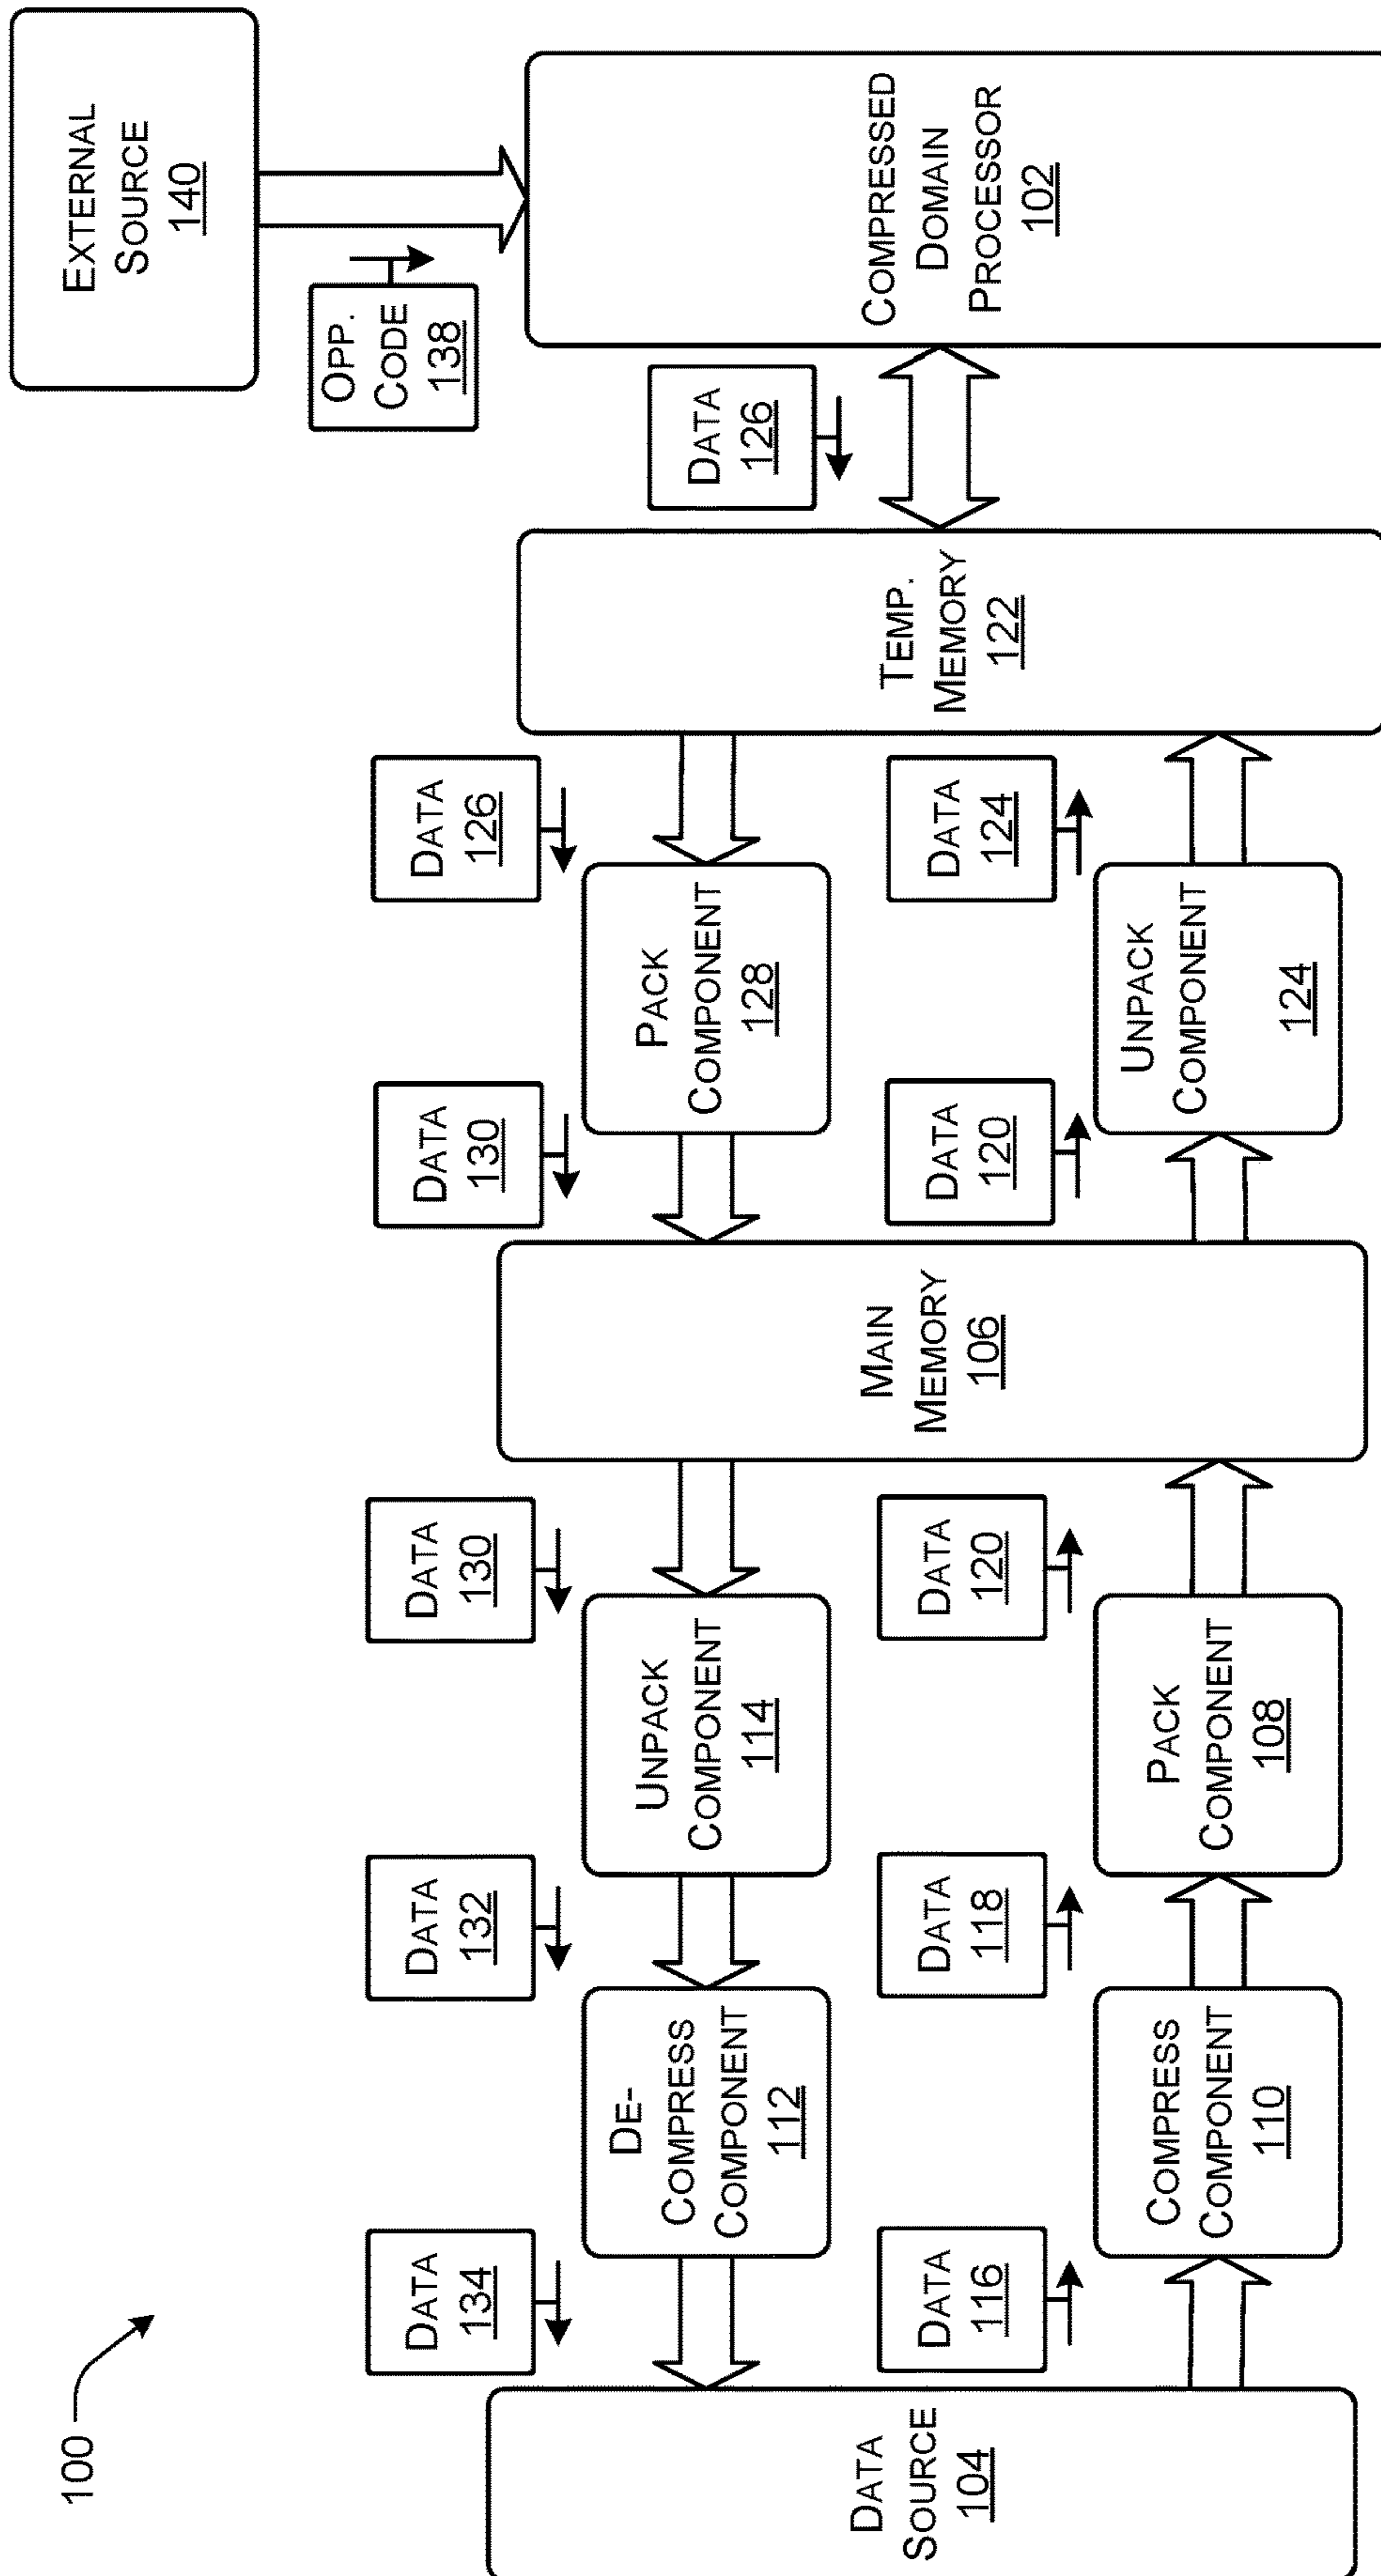 100
EXTERNAL
SOURCE
140
OPP.
CODE
138
DATA
134
DATA
132
DATA
130
DATA
130
DATA
126
DATA
126
DATA
SOURCE
104
DE-
COMPRESS
COMPONENT
112
UNPACK
COMPONENT
114
MAIN
MEMORY
106
PACK
COMPONENT
128
TEMP.
MEMORY
122
COMPRESSED
DOMAIN
PROCESSOR
102
DATA
116
DATA
118
DATA
120
DATA
120
DATA
124
COMPRESS
COMPONENT
110
PACK
COMPONENT
108
UNPACK
COMPONENT
124